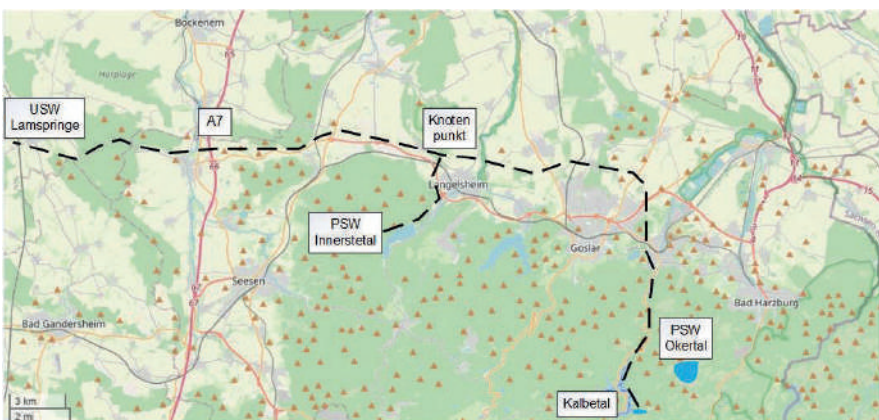 Bockenem
Harplage
USW
Lamspringe
A7
Knoten
punkt
Langelsheim
PSW
Innerstetal
Goslar
Seesen
Bad Harzburg
Bad Gandersheim
PSW
Okertal
Kalbetal
3 km
2 mi